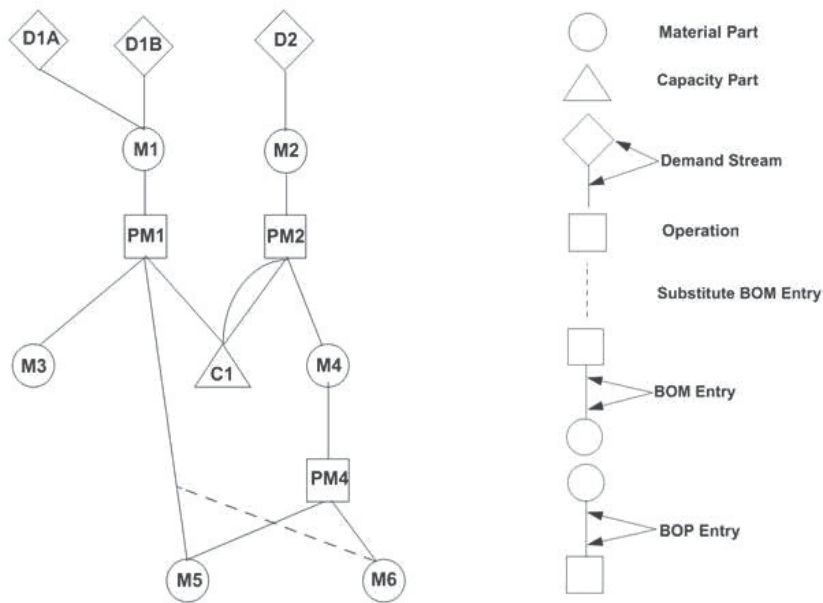 D1A
D1B
D2
M1
M2
PM1
PM2
M3
C1
M4
PM4
M5
M6
Material Part
Capacity Part
Demand Stream
Operation
Substitute BOM Entry
BOM Entry
BOP Entry